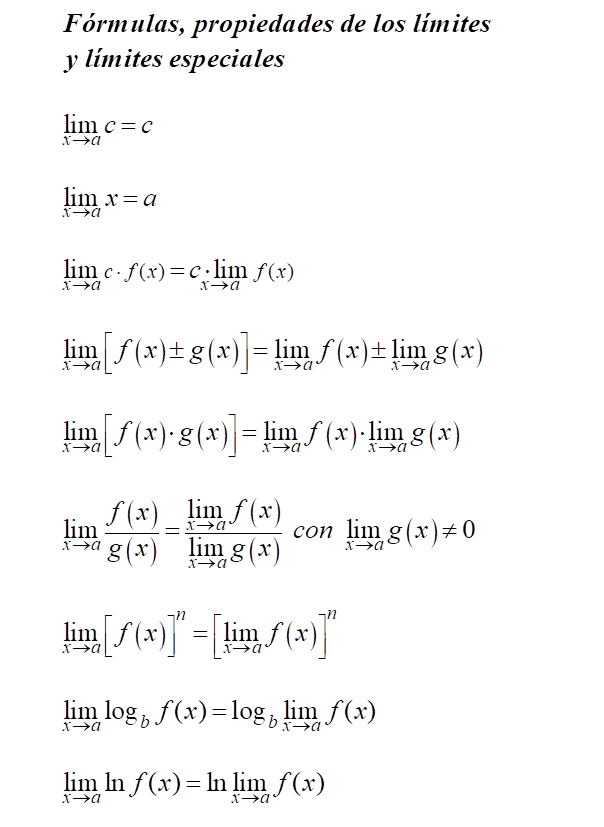 Fórmulas, propiedades de los límites
y límites especiales
lim_{x→a} c = c
lim_{x→a} x = a
lim_{x→a} c · f(x) = c · lim_{x→a} f(x)
lim_{x→a} [f(x) ± g(x)] = lim_{x→a} f(x) ± lim_{x→a} g(x)
lim_{x→a} [f(x) · g(x)] = lim_{x→a} f(x) · lim_{x→a} g(x)
lim_{x→a} f(x)/g(x) = lim_{x→a} f(x) / lim_{x→a} g(x) con lim_{x→a} g(x) ≠ 0
lim_{x→a} [f(x)]^n = [lim_{x→a} f(x)]^n
lim_{x→a} log_b f(x) = log_b lim_{x→a} f(x)
lim_{x→a} ln f(x) = ln lim_{x→a} f(x)